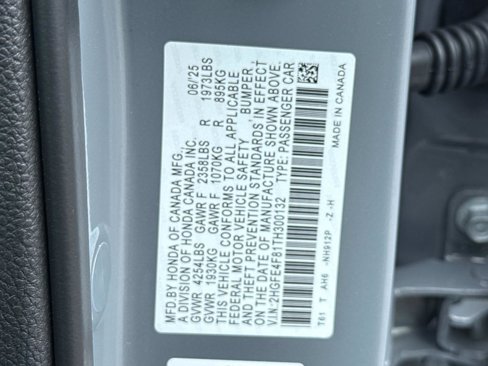 MFD.BY HONDA OF CANADA MFG. 06/25
A DIVISION OF HONDA CANADA INC.
GVWR 4254LBS GAWR F 2358LBS R 1973LBS
GVWR 1930KG GAWR F 1070KG R 895KG
THIS VEHICLE CONFORMS TO ALL APPLICABLE
FEDERAL MOTOR VEHICLE SAFETY , BUMPER,
AND THEFT PREVENTION STANDARDS IN EFFECT
ON THE DATE OF MANUFACTURE SHOWN ABOVE.
V.I.N:2HGFE4F81TH300132 TYPE:PASSENGER CAR
T61 T AH6 -NH912P -Z -H MADE IN CANADA